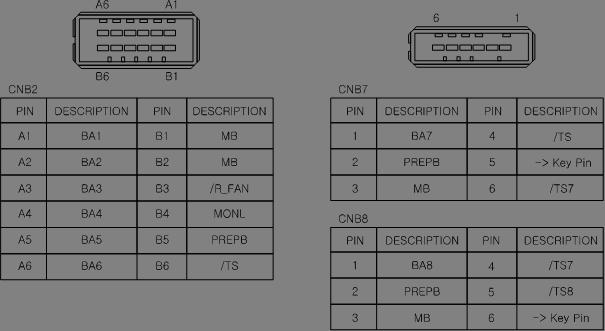 A6 A1
B6 B1
CNB2
PIN DESCRIPTION PIN DESCRIPTION
A1 BA1 B1 MB
A2 BA2 B2 MB
A3 BA3 B3 /R_FAN
A4 BA4 B4 MONL
A5 BA5 B5 PREPB
A6 BA6 B6 /TS
6 1
CNB7
PIN DESCRIPTION PIN DESCRIPTION
1 BA7 4 /TS
2 PREPB 5 -> Key Pin
3 MB 6 /TS7
CNB8
PIN DESCRIPTION PIN DESCRIPTION
1 BA8 4 /TS7
2 PREPB 5 /TS8
3 MB 6 -> Key Pin